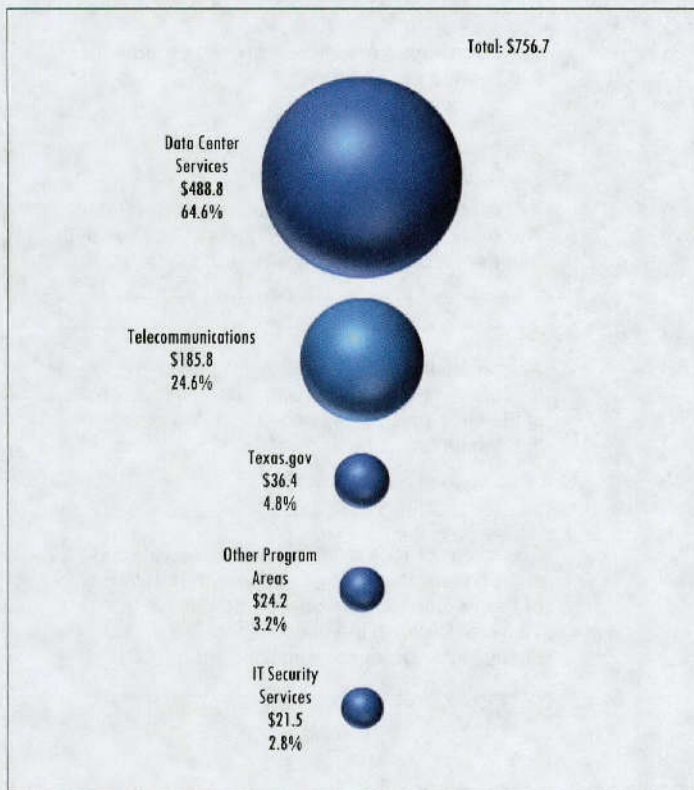 Total: $756.7
Data Center
Services
$488.8
64.6%
Telecommunications
$185.8
24.6%
Texas.gov
$36.4
4.8%
Other Program
Areas
$24.2
3.2%
IT Security
Services
$21.5
2.8%